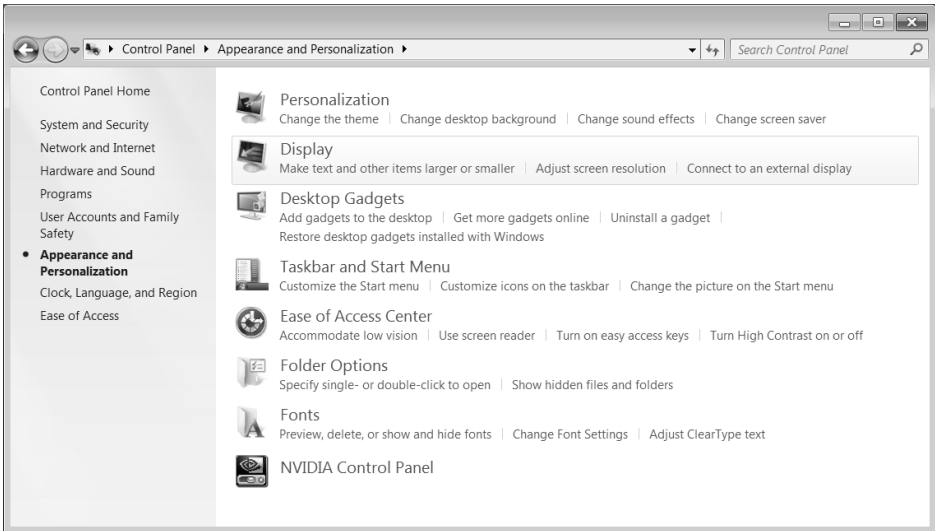 Control Panel Appearance and Personalization
Search Control Panel
Control Panel Home
System and Security
Network and Internet
Hardware and Sound
Programs
User Accounts and Family
Safety
Appearance and
Personalization
Clock, Language, and Region
Ease of Access
Personalization
Change the theme Change desktop background Change sound effects Change screen saver
Display
Make text and other items larger or smaller Adjust screen resolution Connect to an external display
Desktop Gadgets
Add gadgets to the desktop Get more gadgets online Uninstall a gadget
Restore desktop gadgets installed with Windows
Taskbar and Start Menu
Customize the Start menu Customize icons on the taskbar Change the picture on the Start menu
Ease of Access Center
Accommodate low vision Use screen reader Turn on easy access keys Turn High Contrast on or off
Folder Options
Specify single- or double-click to open Show hidden files and folders
Fonts
Preview, delete, or show and hide fonts Change Font Settings Adjust ClearType text
NVIDIA Control Panel